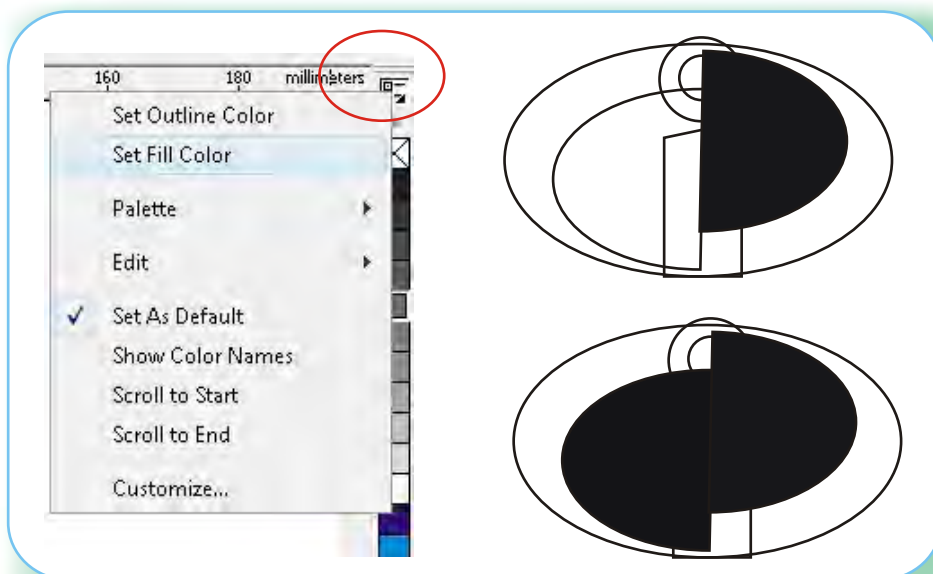 160 180 millimeters
Set Outline Color
Set Fill Color
Palette
Edit
Set As Default
Show Color Names
Scroll to Start
Scroll to End
Customize...